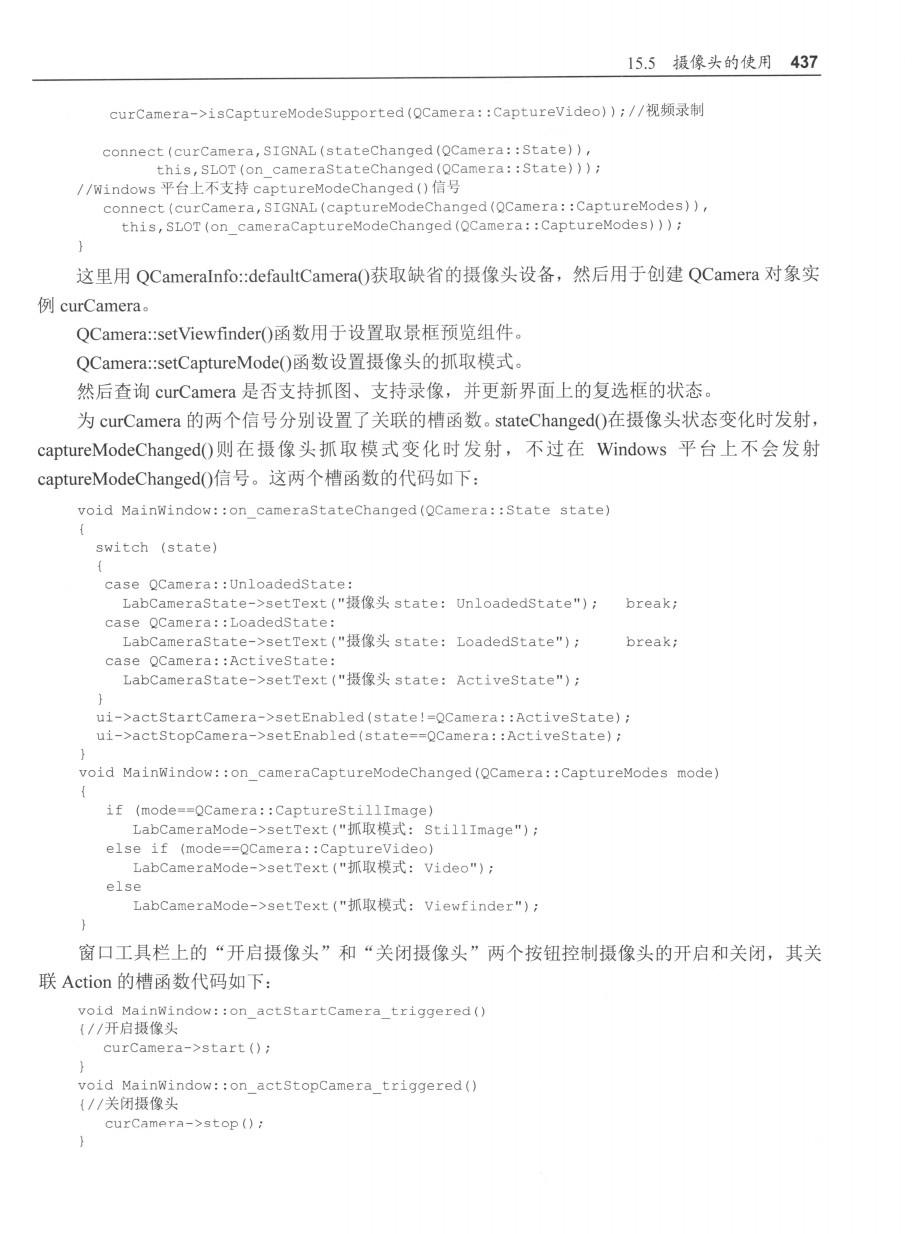 15.5 摄像头的使用 437
curCamera->isCaptureModeSupported(QCamera::CaptureVideo));//视频录制
connect(curCamera,SIGNAL(stateChanged(QCamera::State)),
this,SLOT(on_cameraStateChanged(QCamera::State)));
//Windows 平台上不支持 captureModeChanged()信号
connect(curCamera,SIGNAL(captureModeChanged(QCamera::CaptureModes)),
this,SLOT(on_cameraCaptureModeChanged(QCamera::CaptureModes)));
}
这里用 QCameraInfo::defaultCamera()获取缺省的摄像头设备，然后用于创建 QCamera 对象实
例 curCamera。
QCamera::setViewfinder()函数用于设置取景框预览组件。
QCamera::setCaptureMode()函数设置摄像头的抓取模式。
然后查询 curCamera 是否支持抓图、支持录像，并更新界面上的复选框的状态。
为 curCamera 的两个信号分别设置了关联的槽函数。stateChanged()在摄像头状态变化时发射，
captureModeChanged()则在摄像头抓取模式变化时发射，不过在 Windows 平台上不会发射
captureModeChanged()信号。这两个槽函数的代码如下：
void MainWindow::on_cameraStateChanged(QCamera::State state)
{
switch (state)
{
case QCamera::UnloadedState:
LabCameraState->setText("摄像头 state: UnloadedState"); break;
case QCamera::LoadedState:
LabCameraState->setText("摄像头 state: LoadedState"); break;
case QCamera::ActiveState:
LabCameraState->setText("摄像头 state: ActiveState");
}
ui->actStartCamera->setEnabled(state!=QCamera::ActiveState);
ui->actStopCamera->setEnabled(state==QCamera::ActiveState);
}
void MainWindow::on_cameraCaptureModeChanged(QCamera::CaptureModes mode)
{
if (mode==QCamera::CaptureStillImage)
LabCameraMode->setText("抓取模式: StillImage");
else if (mode==QCamera::CaptureVideo)
LabCameraMode->setText("抓取模式: Video");
else
LabCameraMode->setText("抓取模式: Viewfinder");
}
窗口工具栏上的“开启摄像头”和“关闭摄像头”两个按钮控制摄像头的开启和关闭，其关
联 Action 的槽函数代码如下：
void MainWindow::on_actStartCamera_triggered()
{//开启摄像头
curCamera->start();
}
void MainWindow::on_actStopCamera_triggered()
{//关闭摄像头
curCamera->stop();
}